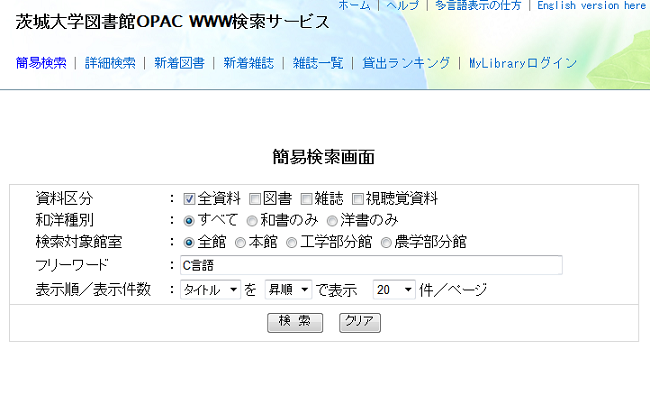 ホーム | ヘルプ | 多言語表示の仕方 | English version here
茨城大学図書館OPAC WWW検索サービス
簡易検索 | 詳細検索 | 新着図書 | 新着雑誌 | 雑誌一覧 | 貸出ランキング | MyLibraryログイン
簡易検索画面
資料区分 : 全資料 図書 雑誌 視聴覚資料
和洋種別 : すべて 和書のみ 洋書のみ
検索対象館室 : 全館 本館 工学部分館 農学部分館
フリーワード : C言語
表示順／表示件数 : タイトル を 昇順 で表示 20 件／ページ
検 索 クリア